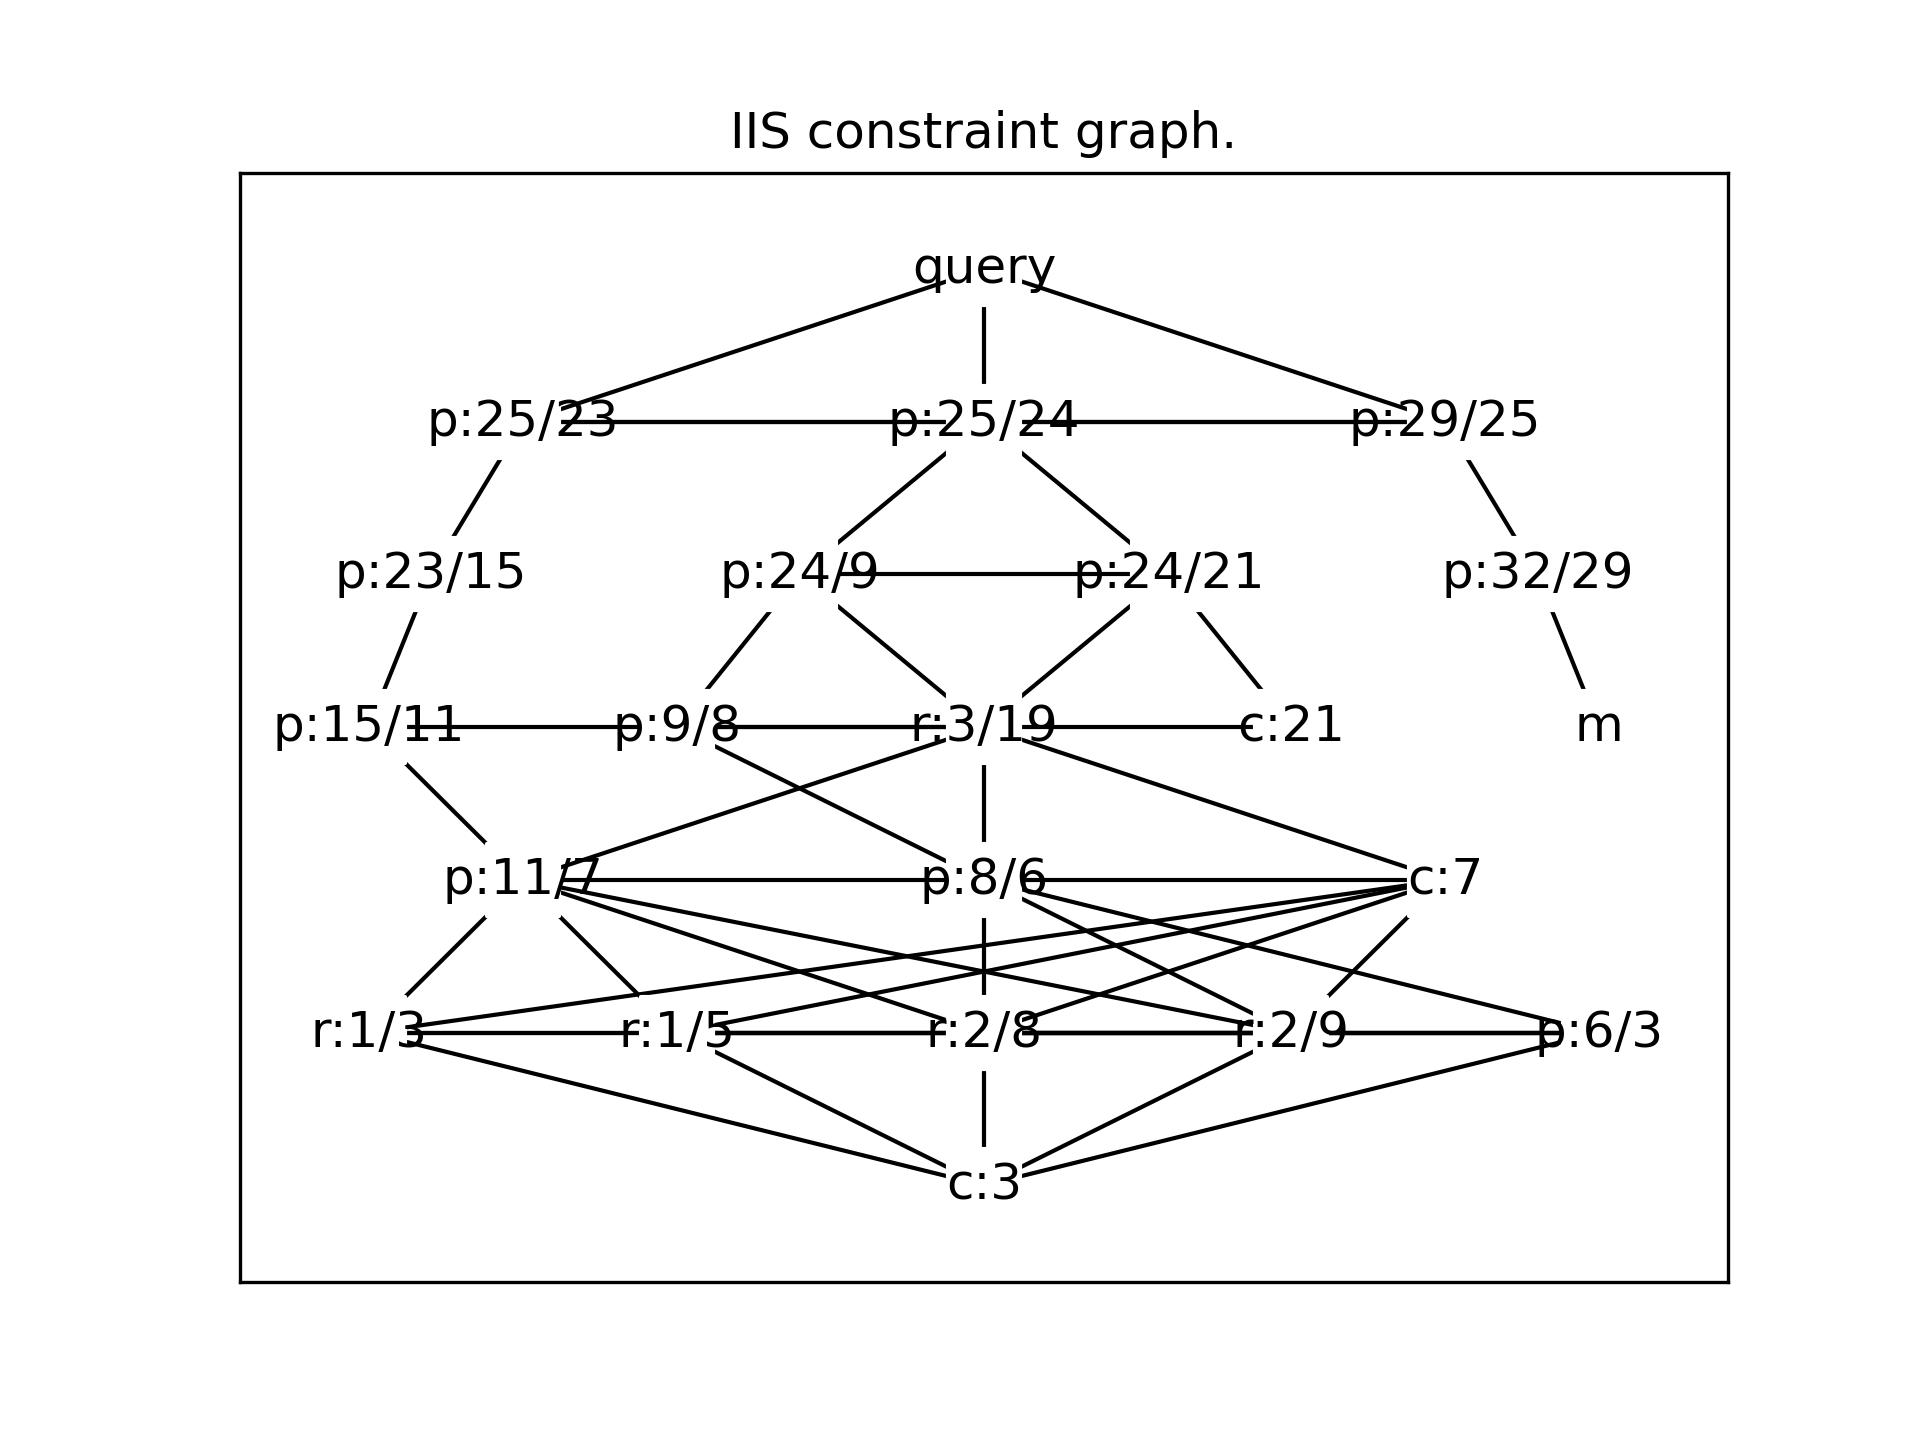 IIS constraint graph.
query
p:25/23 p:25/24 p:29/25
p:23/15 p:24/9 p:24/21 p:32/29
p:15/11 p:9/8 r:3/19 c:21 m
p:11/7 p:8/6 c:7
r:1/3 r:1/5 r:2/8 r:2/9 p:6/3
c:3